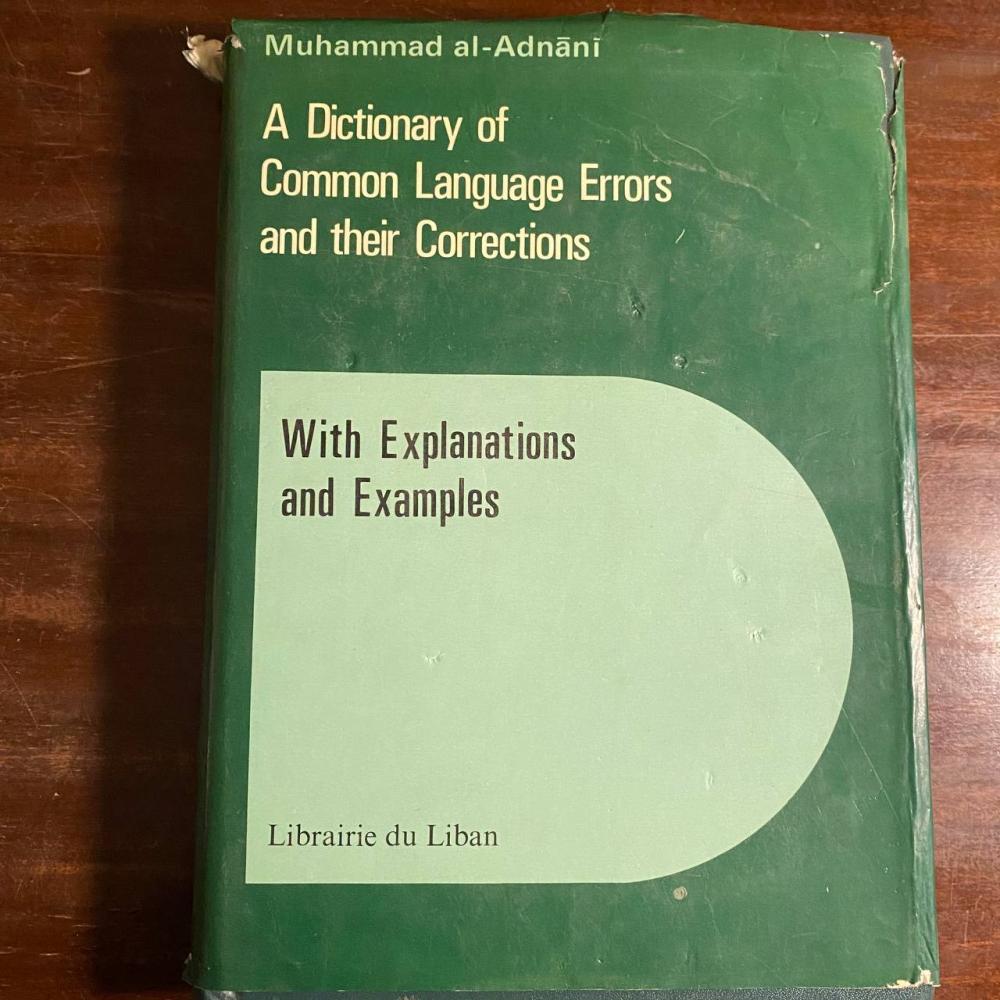 Muhammad al-Adnānī
A Dictionary of
Common Language Errors
and their Corrections
With Explanations
and Examples
Librairie du Liban